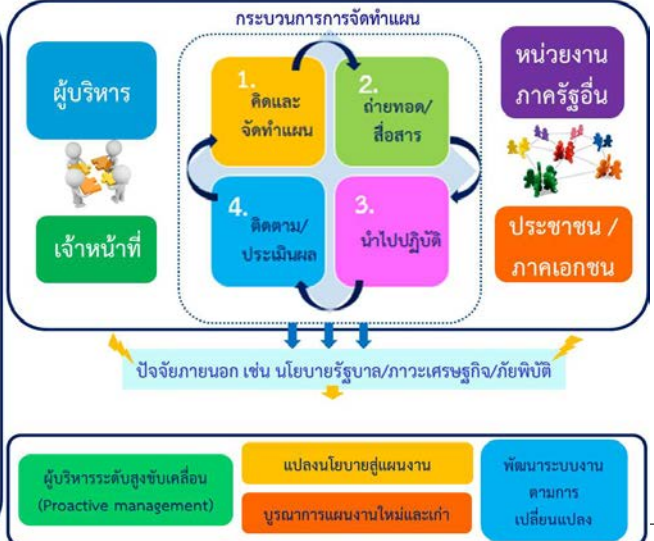 กระบวนการการจัดทำแผน
ผู้บริหาร
เจ้าหน้าที่
1.
คิดและ
จัดทำแผน
2.
ถ่ายทอด/
สื่อสาร
4.
ติดตาม/
ประเมินผล
3.
นำไปปฏิบัติ
หน่วยงาน
ภาครัฐอื่น
ประชาชน /
ภาคเอกชน
ปัจจัยภายนอก เช่น นโยบายรัฐบาล/ภาวะเศรษฐกิจ/ภัยพิบัติ
ผู้บริหารระดับสูงขับเคลื่อน
(Proactive management)
แปลงนโยบายสู่แผนงาน
บูรณาการแผนงานใหม่และเก่า
พัฒนาระบบงาน
ตามการ
เปลี่ยนแปลง